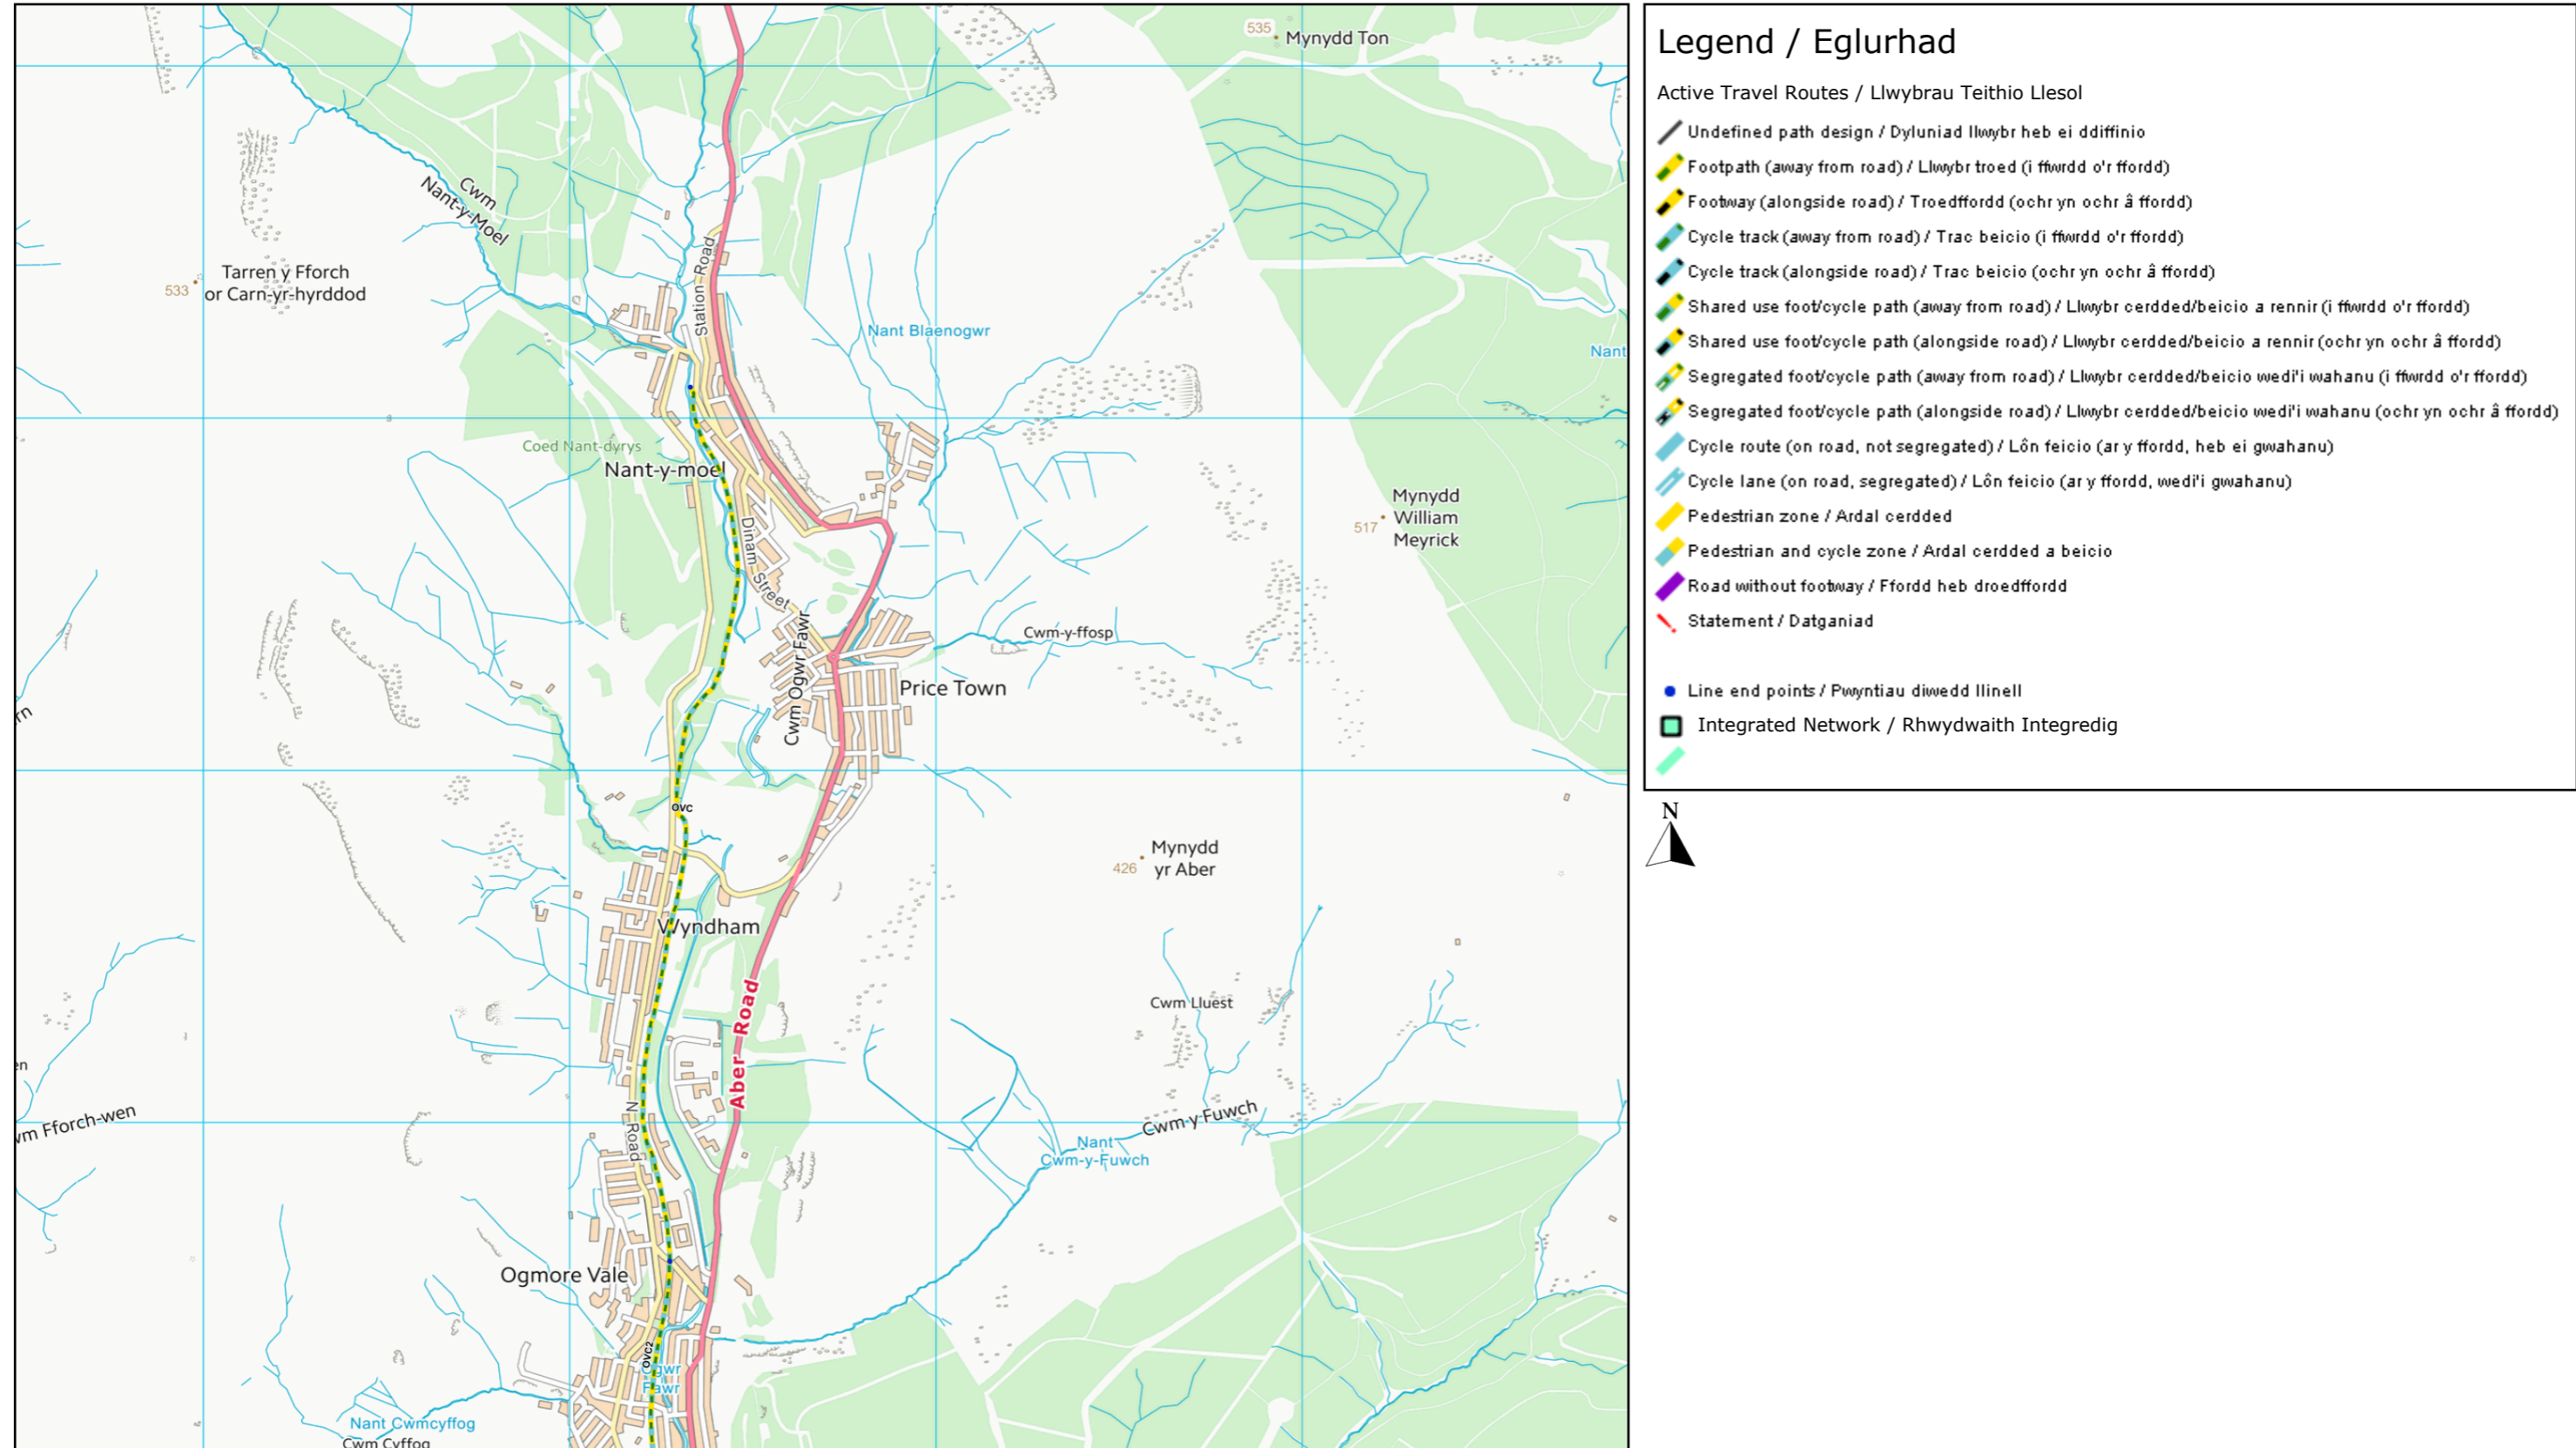 535
Mynydd Ton
Cwm
Nant-y-Moel
Station Road
533
Tarren y Fforch
or Carn-yr-hyrddod
Nant Blaenogwr
Nant
Coed Nant-dyrys
Nant-y-moel
Dinam Street
517
Mynydd
William
Meyrick
Cwm-y-ffosp
Cwm Ogwr Fawr
Price Town
rn
OVC
426
Mynydd
yr Aber
Wyndham
Cwm Lluest
Aber Road
en
N Road
wm Fforch-wen
Cwm-y-Fuwch
Nant
Cwm-y-Fuwch
Ogmore Vale
OVC2
Ogwr
Fawr
Nant Cwmcyffog
Cwm Cyffog
Legend / Eglurhad
Active Travel Routes / Llwybrau Teithio Llesol
Undefined path design / Dyluniad llwybr heb ei ddiffinio
Footpath (away from road) / Llwybr troed (i ffwrdd o'r ffordd)
Footway (alongside road) / Troedffordd (ochr yn ochr â ffordd)
Cycle track (away from road) / Trac beicio (i ffwrdd o'r ffordd)
Cycle track (alongside road) / Trac beicio (ochr yn ochr â ffordd)
Shared use foot/cycle path (away from road) / Llwybr cerdded/beicio a rennir (i ffwrdd o'r ffordd)
Shared use foot/cycle path (alongside road) / Llwybr cerdded/beicio a rennir (ochr yn ochr â ffordd)
Segregated foot/cycle path (away from road) / Llwybr cerdded/beicio wedi'i wahanu (i ffwrdd o'r ffordd)
Segregated foot/cycle path (alongside road) / Llwybr cerdded/beicio wedi'i wahanu (ochr yn ochr â ffordd)
Cycle route (on road, not segregated) / Lôn feicio (ar y ffordd, heb ei gwahanu)
Cycle lane (on road, segregated) / Lôn feicio (ar y ffordd, wedi'i gwahanu)
Pedestrian zone / Ardal cerdded
Pedestrian and cycle zone / Ardal cerdded a beicio
Road without footway / Ffordd heb droedffordd
Statement / Datganiad
Line end points / Pwyntiau diwedd llinell
Integrated Network / Rhwydwaith Integredig
N